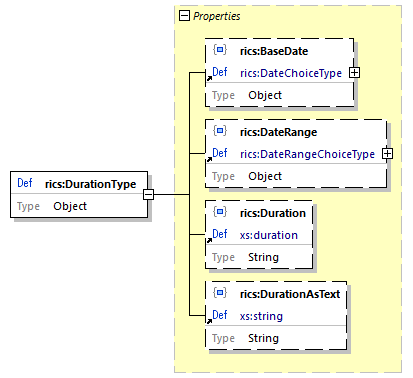 Properties
rics:BaseDate
Def rics:DateChoiceType
Type Object
rics:DateRange
Def rics:DateRangeChoiceType
Type Object
Def rics:DurationType
Type Object
rics:Duration
Def xs:duration
Type String
rics:DurationAsText
Def xs:string
Type String